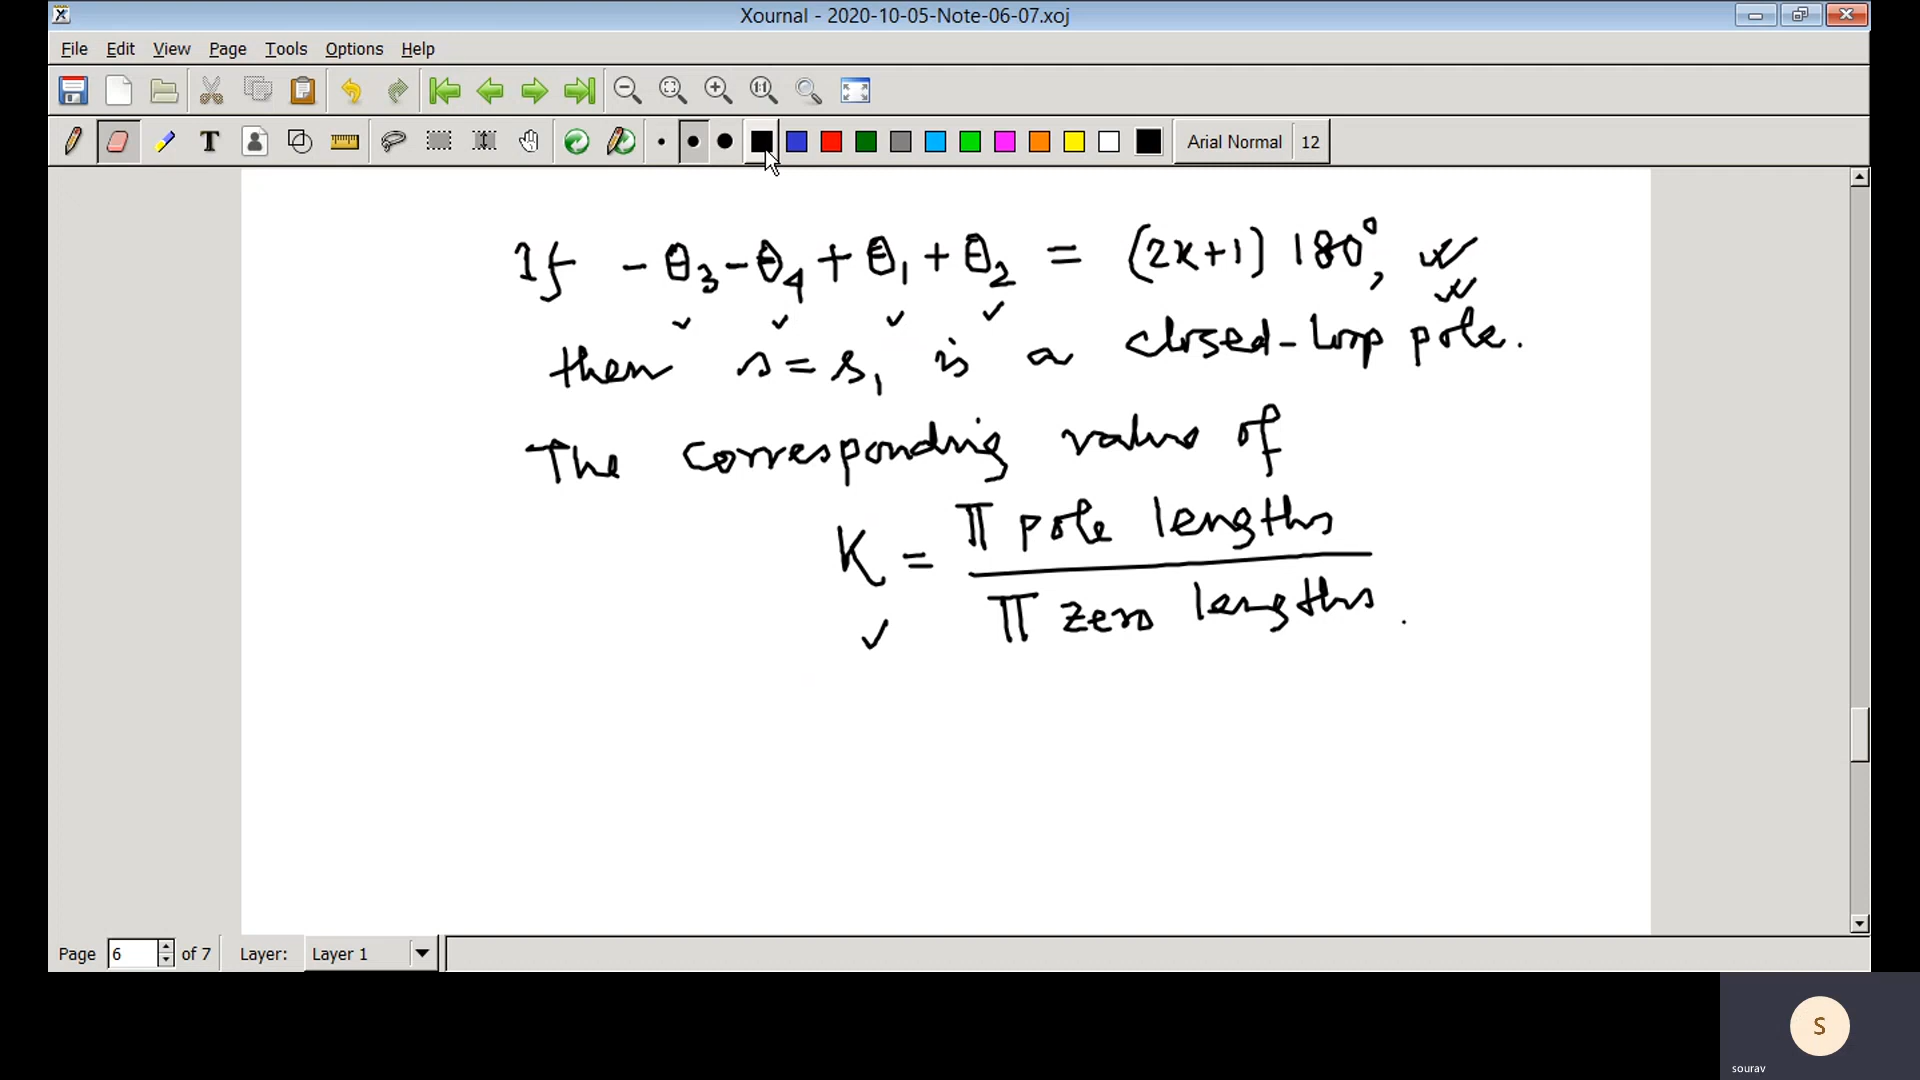 Xournal - 2020-10-05-Note-06-07.xoj
File Edit View Page Tools Options Help
Arial Normal 12
If - θ₃ - θ₄ + θ₁ + θ₂ = (2k+1) 180°,
then s = s₁ is a closed-loop pole.
The corresponding value of
K = π pole lengths
π zero lengths.
Page 6 of 7 Layer: Layer 1
S
sourav